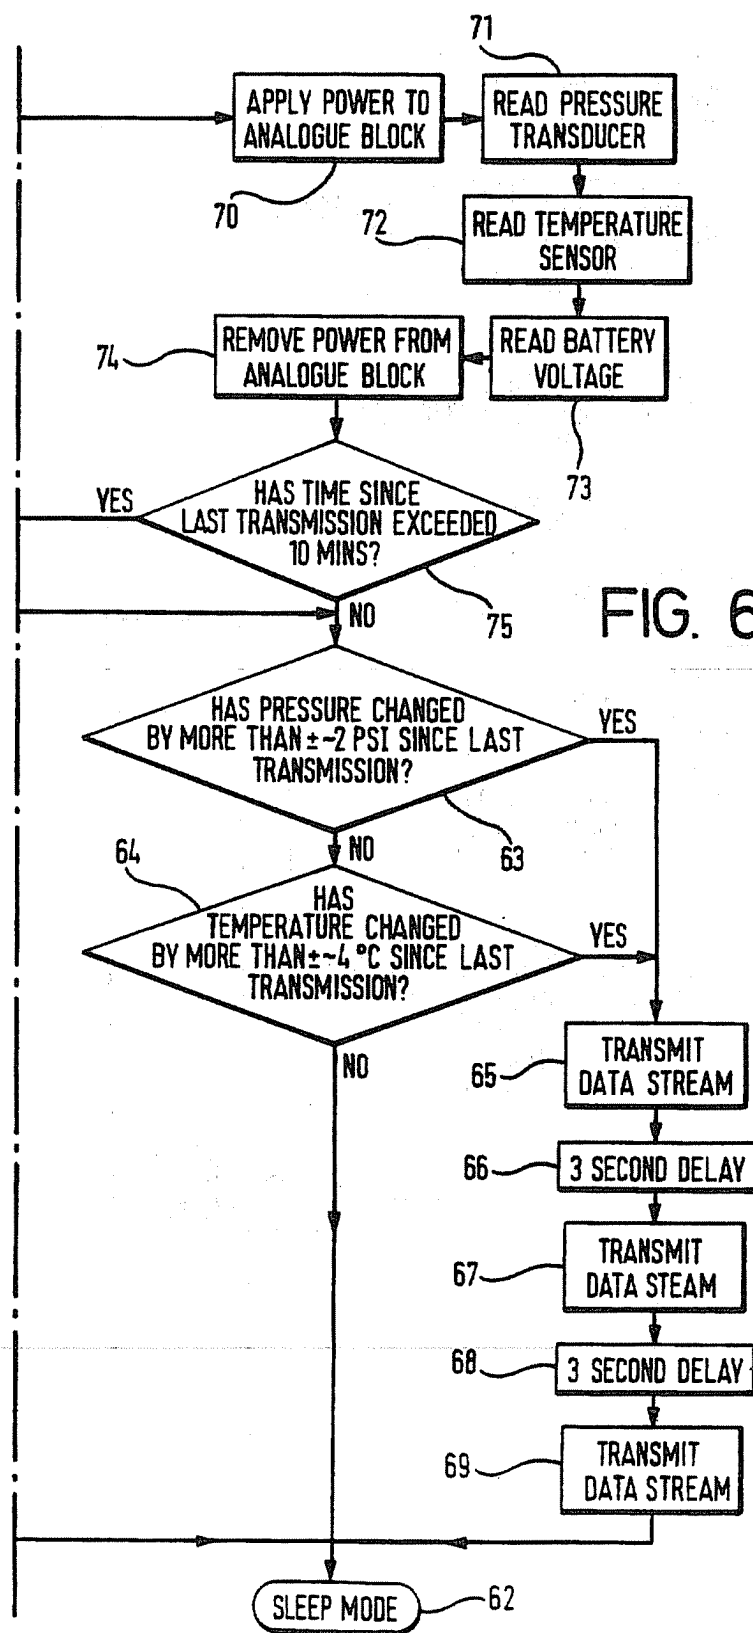 71
APPLY POWER TO
ANALOGUE BLOCK
READ PRESSURE
TRANSDUCER
70
72
READ TEMPERATURE
SENSOR
74
REMOVE POWER FROM
ANALOGUE BLOCK
READ BATTERY
VOLTAGE
73
YES
HAS TIME SINCE
LAST TRANSMISSION EXCEEDED
10 MINS?
75
NO
FIG. 6
HAS PRESSURE CHANGED
BY MORE THAN ±~2 PSI SINCE LAST
TRANSMISSION?
YES
63
NO
64
HAS
TEMPERATURE CHANGED
BY MORE THAN ±~4 °C SINCE LAST
TRANSMISSION?
YES
NO
65
TRANSMIT
DATA STREAM
66
3 SECOND DELAY
67
TRANSMIT
DATA STEAM
68
3 SECOND DELAY
69
TRANSMIT
DATA STREAM
SLEEP MODE
62